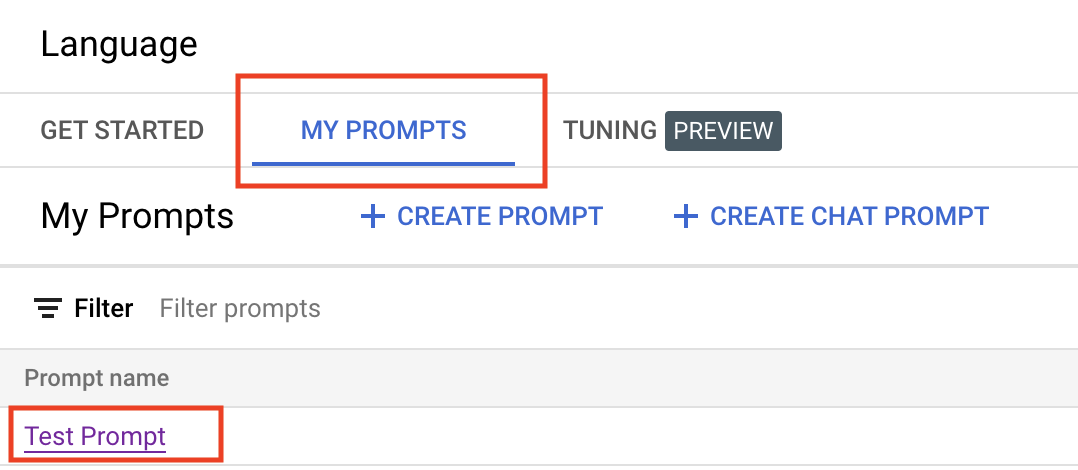 Language
GET STARTED MY PROMPTS TUNING PREVIEW
My Prompts + CREATE PROMPT + CREATE CHAT PROMPT
Filter Filter prompts
Prompt name
Test Prompt